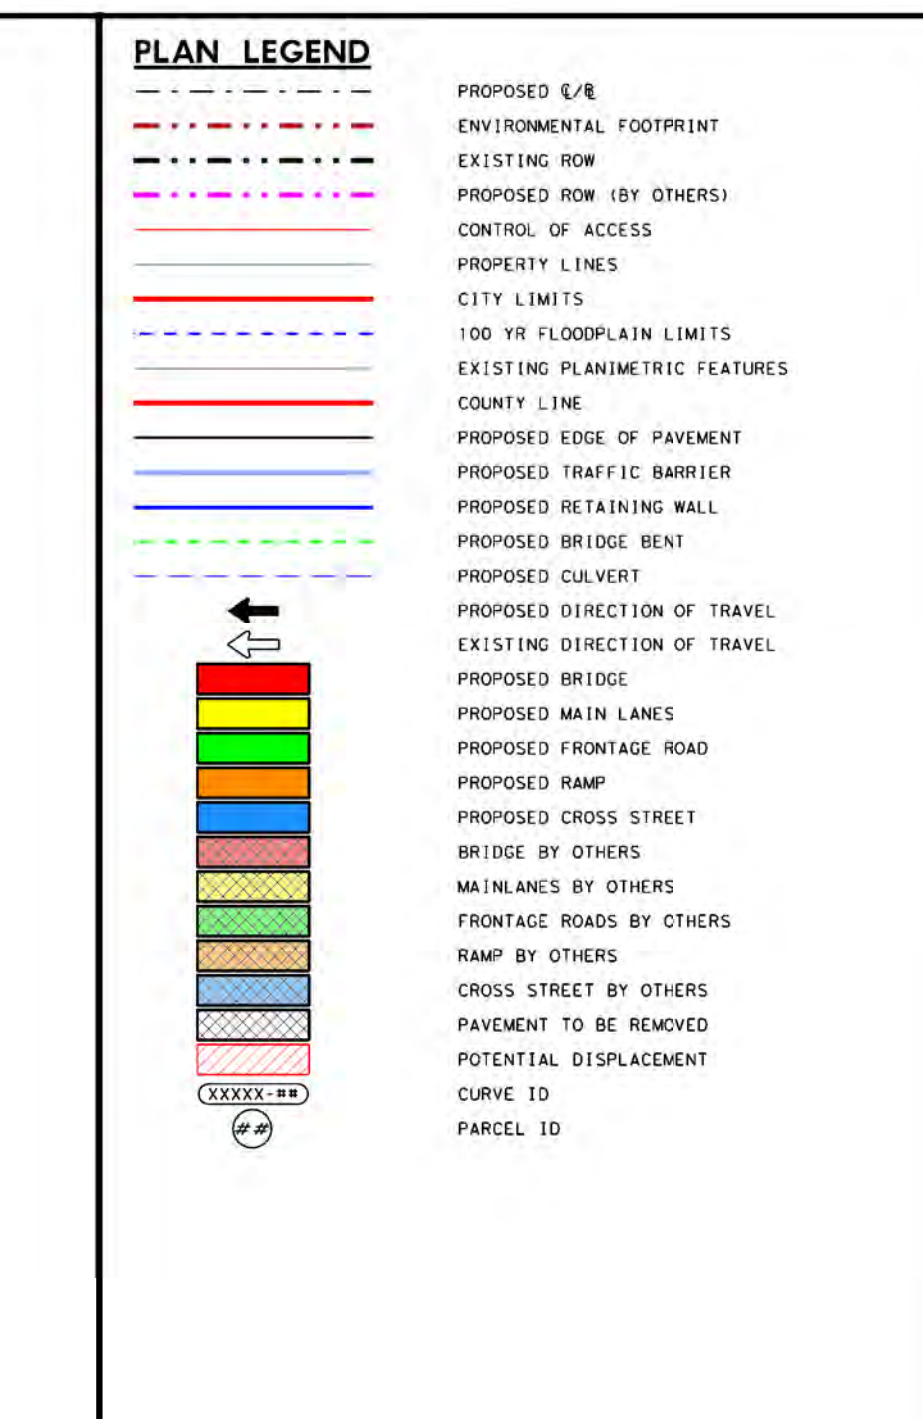 PLAN LEGEND
PROPOSED ℄/B
ENVIRONMENTAL FOOTPRINT
EXISTING ROW
PROPOSED ROW (BY OTHERS)
CONTROL OF ACCESS
PROPERTY LINES
CITY LIMITS
100 YR FLOODPLAIN LIMITS
EXISTING PLANIMETRIC FEATURES
COUNTY LINE
PROPOSED EDGE OF PAVEMENT
PROPOSED TRAFFIC BARRIER
PROPOSED RETAINING WALL
PROPOSED BRIDGE BENT
PROPOSED CULVERT
PROPOSED DIRECTION OF TRAVEL
EXISTING DIRECTION OF TRAVEL
PROPOSED BRIDGE
PROPOSED MAIN LANES
PROPOSED FRONTAGE ROAD
PROPOSED RAMP
PROPOSED CROSS STREET
BRIDGE BY OTHERS
MAINLANES BY OTHERS
FRONTAGE ROADS BY OTHERS
RAMP BY OTHERS
CROSS STREET BY OTHERS
PAVEMENT TO BE REMOVED
POTENTIAL DISPLACEMENT
XXXXX-## CURVE ID
## PARCEL ID